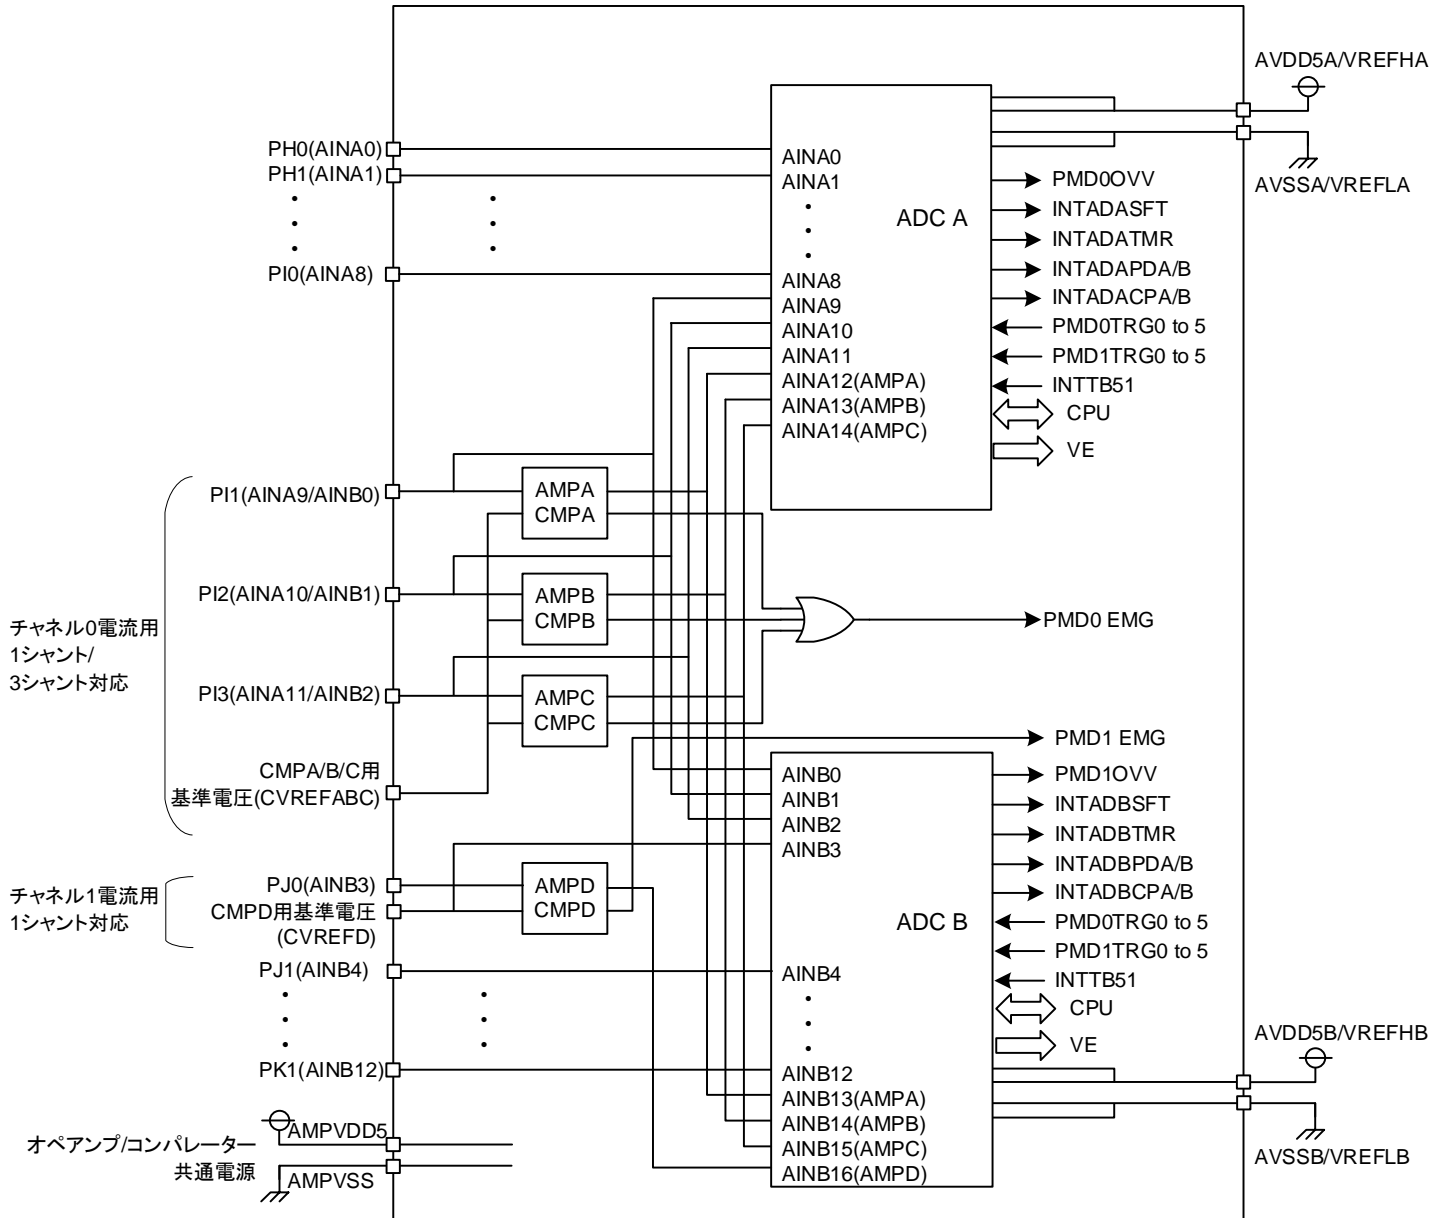 AVDD5A/VREFHA
AVSSA/VREFLA
PH0(AINA0)
PH1(AINA1)
PI0(AINA8)
AINA0
AINA1
ADC A
AINA8
AINA9
AINA10
AINA11
AINA12(AMPA)
AINA13(AMPB)
AINA14(AMPC)
PMD0OVV
INTADASFT
INTADATMR
INTADAPDA/B
INTADACPA/B
PMD0TRG0 to 5
PMD1TRG0 to 5
INTTB51
CPU
VE
チャネル0電流用
1シャント/
3シャント対応
PI1(AINA9/AINB0)
AMPA
CMPA
PI2(AINA10/AINB1)
AMPB
CMPB
PMD0 EMG
PI3(AINA11/AINB2)
AMPC
CMPC
CMPA/B/C用
基準電圧(CVREFABC)
PMD1 EMG
チャネル1電流用
1シャント対応
PJ0(AINB3)
CMPD用基準電圧
(CVREFD)
AMPD
CMPD
PJ1(AINB4)
PK1(AINB12)
AINB0
AINB1
AINB2
AINB3
ADC B
AINB4
AINB12
AINB13(AMPA)
AINB14(AMPB)
AINB15(AMPC)
AINB16(AMPD)
PMD1OVV
INTADBSFT
INTADBTMR
INTADBPDA/B
INTADBCPA/B
PMD0TRG0 to 5
PMD1TRG0 to 5
INTTB51
CPU
VE
AVDD5B/VREFHB
AVSSB/VREFLB
オペアンプ/コンパレーター
共通電源
AMPVDD5
AMPVSS